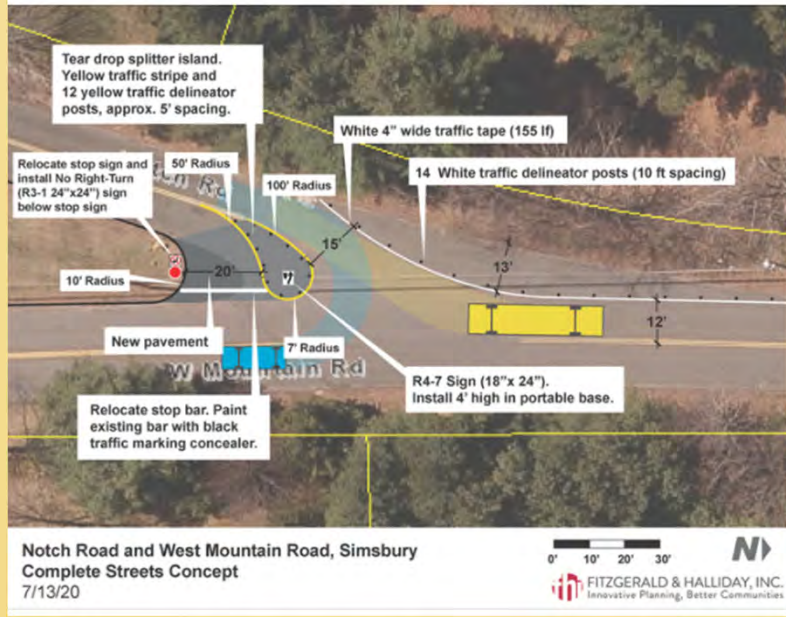 Tear drop splitter island.
Yellow traffic stripe and
12 yellow traffic delineator
posts, approx. 5' spacing.
White 4" wide traffic tape (155 lf)
Relocate stop sign and
install No Right-Turn
(R3-1 24"x24") sign
below stop sign
50' Radius
14 White traffic delineator posts (10 ft spacing)
100' Radius
Rd
15'
20'
13'
10' Radius
12'
New pavement
7' Radius
W Mountain Rd
R4-7 Sign (18"x 24").
Install 4' high in portable base.
Relocate stop bar. Paint
existing bar with black
traffic marking concealer.
Notch Road and West Mountain Road, Simsbury
Complete Streets Concept
7/13/20
0' 10' 20' 30'
N
fhi FITZGERALD & HALLIDAY, INC.
Innovative Planning, Better Communities